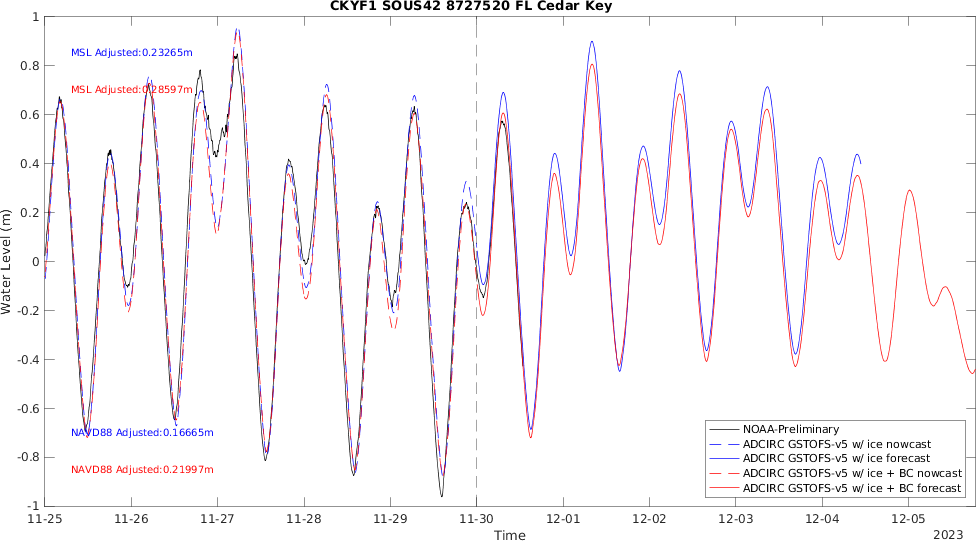 CKYF1 SOUS42 8727520 FL Cedar Key
Water Level (m)
1
0.8
0.6
0.4
0.2
0
-0.2
-0.4
-0.6
-0.8
-1
MSL Adjusted:0.23265m
MSL Adjusted:0.28597m
NAVD88 Adjusted:0.16665m
NAVD88 Adjusted:0.21997m
NOAA-Preliminary
ADCIRC GSTOFS-v5 w/ ice nowcast
ADCIRC GSTOFS-v5 w/ ice forecast
ADCIRC GSTOFS-v5 w/ ice + BC nowcast
ADCIRC GSTOFS-v5 w/ ice + BC forecast
11-25 11-26 11-27 11-28 11-29 11-30 12-01 12-02 12-03 12-04 12-05
Time
2023